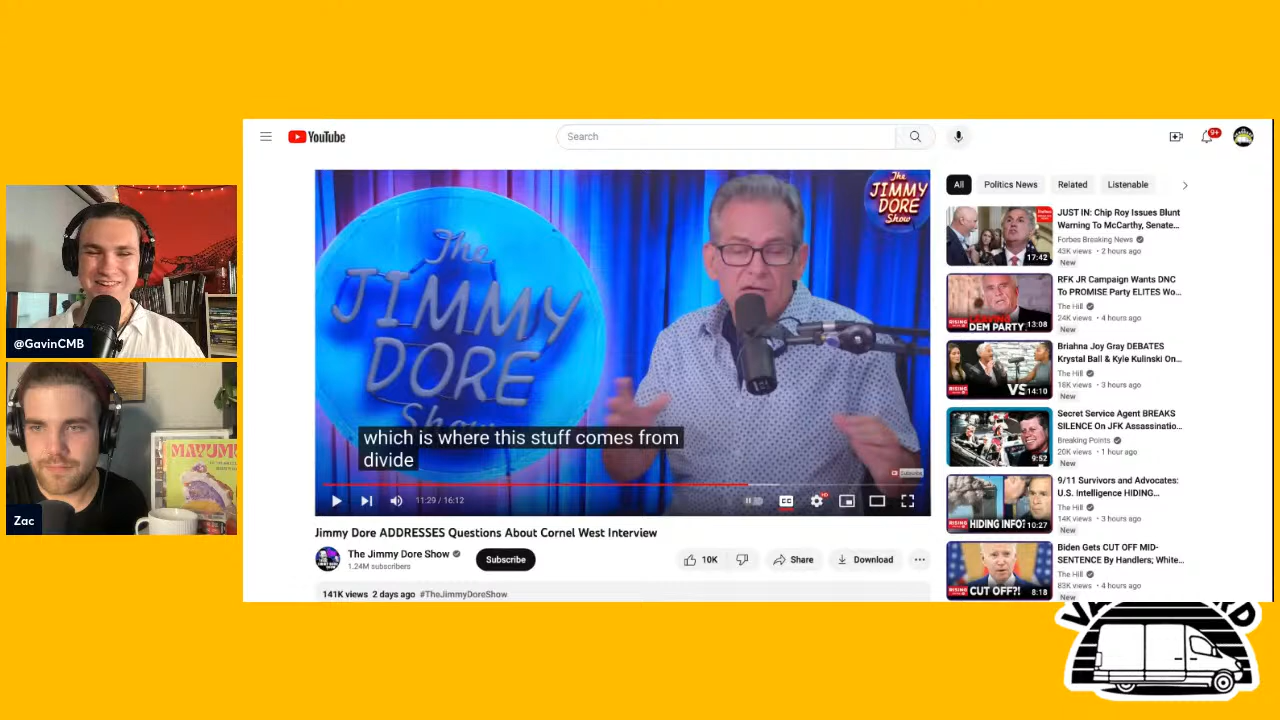 YouTube
Search
9+
@GavinCMB
Zac
MAYUMI
The
JIMMY
DORE
Show
The
JIMMY
DORE
Show
which is where this stuff comes from
divide
Subscribe
11:29 / 16:12
Jimmy Dore ADDRESSES Questions About Cornel West Interview
The Jimmy Dore Show
1.24M subscribers
Subscribe
10K
Share
Download
141K views 2 days ago #TheJimmyDoreShow
All
Politics News
Related
Listenable
17:42
JUST IN: Chip Roy Issues Blunt
Warning To McCarthy, Senate...
Forbes Breaking News
43K views • 2 hours ago
New
RISING
DEM PARTY
13:08
RFK JR Campaign Wants DNC
To PROMISE Party ELITES Wo...
The Hill
24K views • 4 hours ago
New
RISING
VS
14:10
Briahna Joy Gray DEBATES
Krystal Ball & Kyle Kulinski On...
The Hill
18K views • 3 hours ago
New
9:52
Secret Service Agent BREAKS
SILENCE On JFK Assassinatio...
Breaking Points
20K views • 1 hour ago
New
RISING
HIDING INFO?
10:27
9/11 Survivors and Advocates:
U.S. Intelligence HIDING...
The Hill
14K views • 3 hours ago
New
RISING
CUT OFF?!
8:18
Biden Gets CUT OFF MID-
SENTENCE By Handlers; White...
The Hill
83K views • 4 hours ago
New